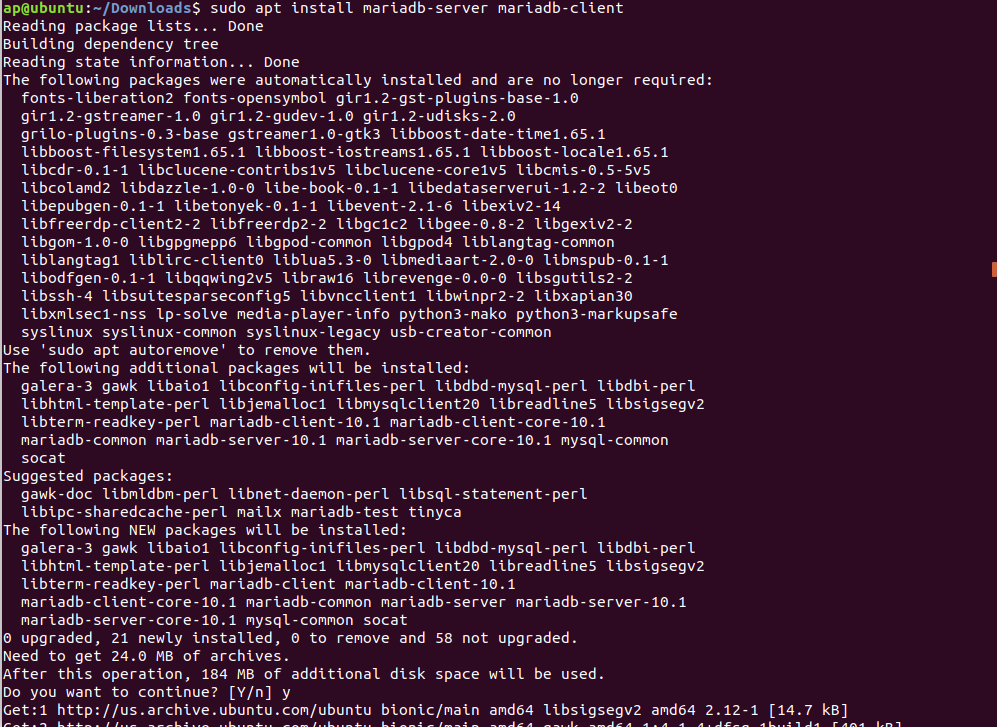 ap@ubuntu:~/Downloads$ sudo apt install mariadb-server mariadb-client
Reading package lists... Done
Building dependency tree
Reading state information... Done
The following packages were automatically installed and are no longer required:
  fonts-liberation2 fonts-opensymbol gir1.2-gst-plugins-base-1.0
  gir1.2-gstreamer-1.0 gir1.2-gudev-1.0 gir1.2-udisks-2.0
  grilo-plugins-0.3-base gstreamer1.0-gtk3 libboost-date-time1.65.1
  libboost-filesystem1.65.1 libboost-iostreams1.65.1 libboost-locale1.65.1
  libcdr-0.1-1 libclucene-contribs1v5 libclucene-core1v5 libcmis-0.5-5v5
  libcolamd2 libdazzle-1.0-0 libe-book-0.1-1 libedataserverui-1.2-2 libeot0
  libepubgen-0.1-1 libetonyek-0.1-1 libevent-2.1-6 libexiv2-14
  libfreerdp-client2-2 libfreerdp2-2 libgc1c2 libgee-0.8-2 libgexiv2-2
  libgom-1.0-0 libgpgmepp6 libgpod-common libgpod4 liblangtag-common
  liblangtag1 liblirc-client0 liblua5.3-0 libmediaart-2.0-0 libmspub-0.1-1
  libodfgen-0.1-1 libqqwing2v5 libraw16 librevenge-0.0-0 libsgutils2-2
  libssh-4 libsuitesparseconfig5 libvncclient1 libwinpr2-2 libxapian30
  libxmlsec1-nss lp-solve media-player-info python3-mako python3-markupsafe
  syslinux syslinux-common syslinux-legacy usb-creator-common
Use 'sudo apt autoremove' to remove them.
The following additional packages will be installed:
  galera-3 gawk libaio1 libconfig-inifiles-perl libdbd-mysql-perl libdbi-perl
  libhtml-template-perl libjemalloc1 libmysqlclient20 libreadline5 libsigsegv2
  libterm-readkey-perl mariadb-client-10.1 mariadb-client-core-10.1
  mariadb-common mariadb-server-10.1 mariadb-server-core-10.1 mysql-common
  socat
Suggested packages:
  gawk-doc libmldbm-perl libnet-daemon-perl libsql-statement-perl
  libipc-sharedcache-perl mailx mariadb-test tinyca
The following NEW packages will be installed:
  galera-3 gawk libaio1 libconfig-inifiles-perl libdbd-mysql-perl libdbi-perl
  libhtml-template-perl libjemalloc1 libmysqlclient20 libreadline5 libsigsegv2
  libterm-readkey-perl mariadb-client mariadb-client-10.1
  mariadb-client-core-10.1 mariadb-common mariadb-server mariadb-server-10.1
  mariadb-server-core-10.1 mysql-common socat
0 upgraded, 21 newly installed, 0 to remove and 58 not upgraded.
Need to get 24.0 MB of archives.
After this operation, 184 MB of additional disk space will be used.
Do you want to continue? [Y/n] y
Get:1 http://us.archive.ubuntu.com/ubuntu bionic/main amd64 libsigsegv2 amd64 2.12-1 [14.7 kB]
Get:2 http://us.archive.ubuntu.com/ubuntu bionic/main amd64 gawk amd64 1:4.1.4+dfsg-1build1 [401 kB]